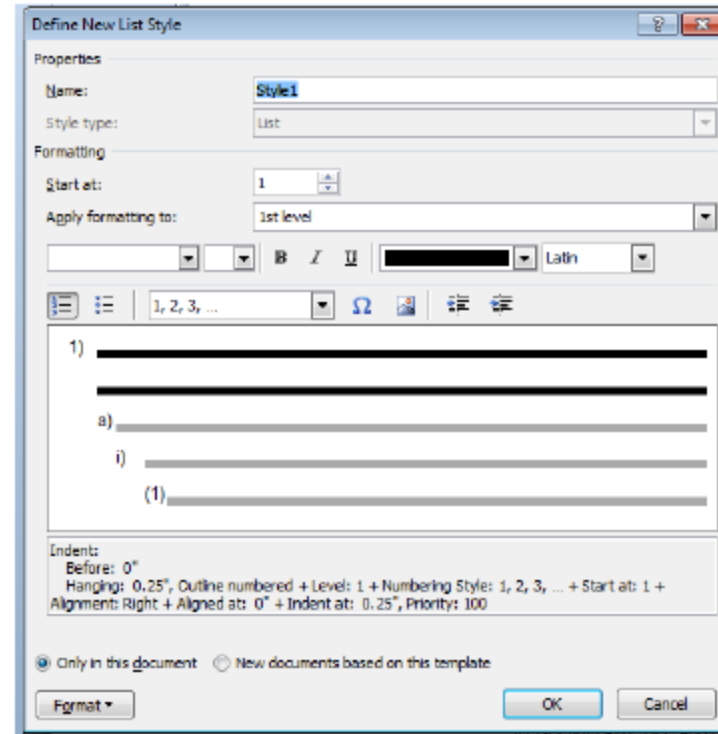 Define New List Style
Properties
Name: Style1
Style type: List
Formatting
Start at: 1
Apply formatting to: 1st level
B I U Latin
1, 2, 3, ... Ω
1)
a)
i)
(1)
Indent:
Before: 0"
Hanging: 0.25", Outline numbered + Level: 1 + Numbering Style: 1, 2, 3, ... + Start at: 1 +
Alignment: Right + Aligned at: 0" + Indent at: 0.25", Priority: 100
Only in this document New documents based on this template
Format OK Cancel